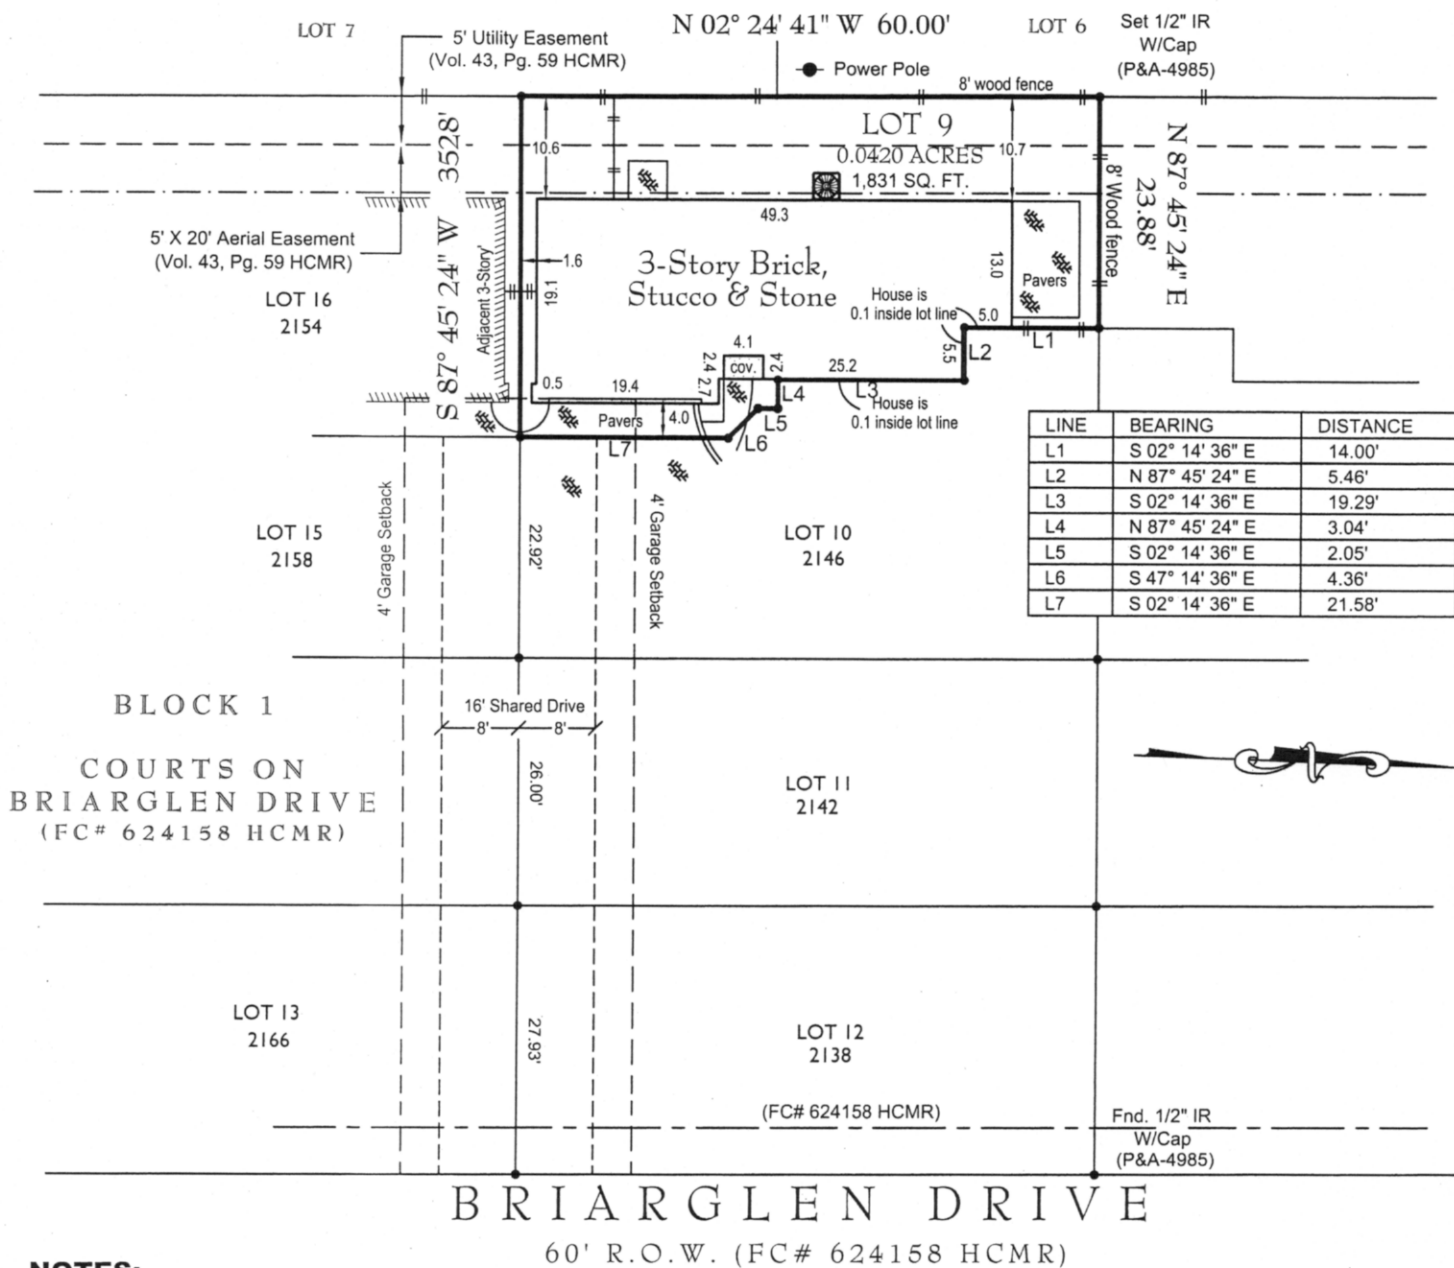 LOT 7
5' Utility Easement
(Vol. 43, Pg. 59 HCMR)
N 02° 24' 41" W 60.00'
Power Pole
LOT 6
Set 1/2" IR
W/Cap
(P&A-4985)
8' wood fence
LOT 9
0.0420 ACRES
1,831 SQ. FT.
10.6
10.7
S 87° 45' 24" W 3528'
N 87° 45' 24" E
23.88'
8' Wood fence
49.3
5' X 20' Aerial Easement
(Vol. 43, Pg. 59 HCMR)
LOT 16
2154
Adjacent 3-Story'
1.6
19.1
3-Story Brick,
Stucco & Stone
13.0
Pavers
House is
0.1 inside lot line
5.0
L1
L2
5.5
4.1
cov.
2.4
2.4
2.7
25.2
L3
L4
L5
L6
House is
0.1 inside lot line
0.5
19.4
Pavers
4.0
L7
LINE BEARING DISTANCE
L1 S 02° 14' 36" E 14.00'
L2 N 87° 45' 24" E 5.46'
L3 S 02° 14' 36" E 19.29'
L4 N 87° 45' 24" E 3.04'
L5 S 02° 14' 36" E 2.05'
L6 S 47° 14' 36" E 4.36'
L7 S 02° 14' 36" E 21.58'
LOT 15
2158
4' Garage Setback
22.92'
4' Garage Setback
LOT 10
2146
BLOCK 1
COURTS ON
BRIARGLEN DRIVE
(FC# 624158 HCMR)
16' Shared Drive
8' 8'
26.00'
LOT 11
2142
LOT 13
2166
27.93'
LOT 12
2138
(FC# 624158 HCMR)
Fnd. 1/2" IR
W/Cap
(P&A-4985)
BRIARGLEN DRIVE
60' R.O.W. (FC# 624158 HCMR)
NOTES: